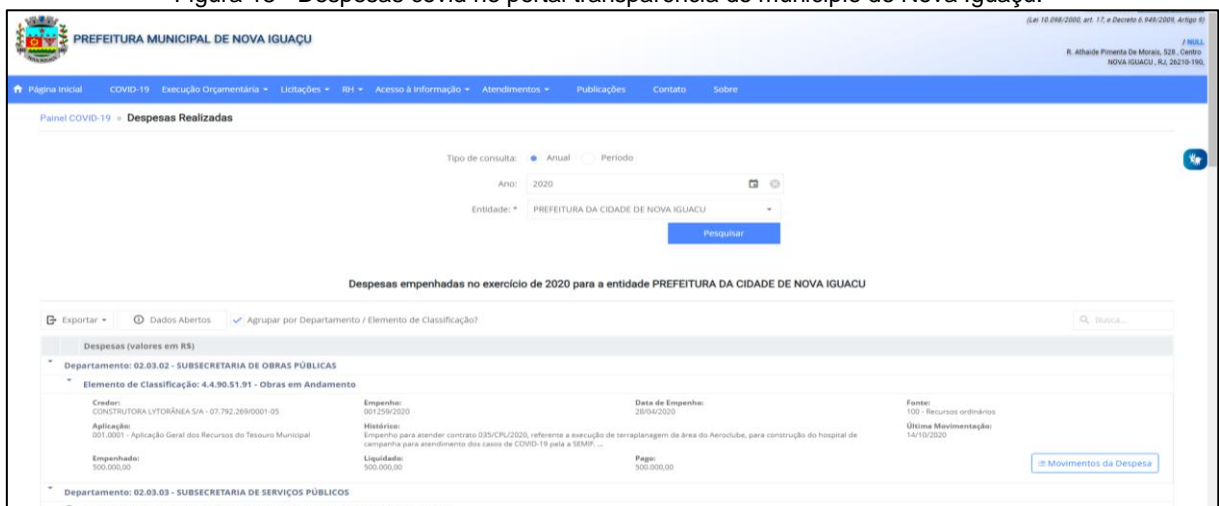 Figura 18 - Despesas covid no portal transparência do município de Nova Iguaçu.
(Lei 10.098/2000, art. 17, e Decreto 6.949/2009, Artigo 9)
PREFEITURA MUNICIPAL DE NOVA IGUAÇU
/ NULL
R. Athaide Pimenta De Morais, 528 , Centro
NOVA IGUACU , RJ, 26210-190,
Página Inicial COVID-19 Execução Orçamentária Licitações RH Acesso à Informação Atendimentos Publicações Contato Sobre
Painel COVID-19 » Despesas Realizadas
Tipo de consulta: Anual Período
Ano: 2020
Entidade: * PREFEITURA DA CIDADE DE NOVA IGUACU
Pesquisar
Despesas empenhadas no exercício de 2020 para a entidade PREFEITURA DA CIDADE DE NOVA IGUACU
Exportar Dados Abertos Agrupar por Departamento / Elemento de Classificação? Busca...
Despesas (valores em R$)
Departamento: 02.03.02 - SUBSECRETARIA DE OBRAS PÚBLICAS
Elemento de Classificação: 4.4.90.51.91 - Obras em Andamento
Credor: Empenho: Data de Empenho: Fonte:
CONSTRUTORA LYTORÂNEA S/A - 07.792.269/0001-05 001259/2020 28/04/2020 100 - Recursos ordinários
Aplicação: Histórico: Última Movimentação:
001.0001 - Aplicação Geral dos Recursos do Tesouro Municipal Empenho para atender contrato 035/CPL/2020, referente a execução de terraplanagem da área do Aeroclube, para construção do hospital de 14/10/2020
campanha para atendimento dos casos de COVID-19 pela a SEMIF. ...
Empenhado: Liquidado: Pago:
500.000,00 500.000,00 500.000,00 Movimentos da Despesa
Departamento: 02.03.03 - SUBSECRETARIA DE SERVIÇOS PÚBLICOS